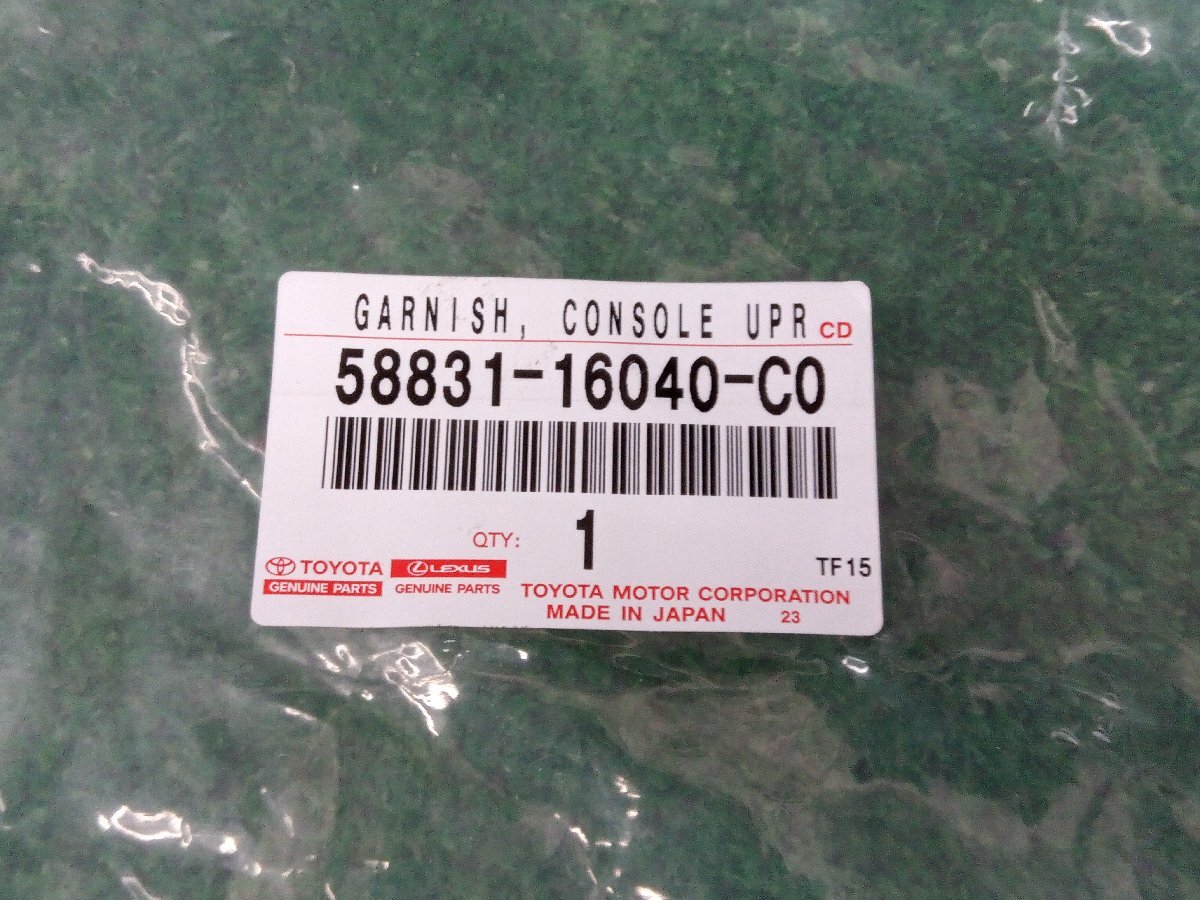 GARNISH, CONSOLE UPR CD
58831-16040-C0
QTY: 1
TF15
TOYOTA LEXUS
GENUINE PARTS GENUINE PARTS
TOYOTA MOTOR CORPORATION
MADE IN JAPAN 23